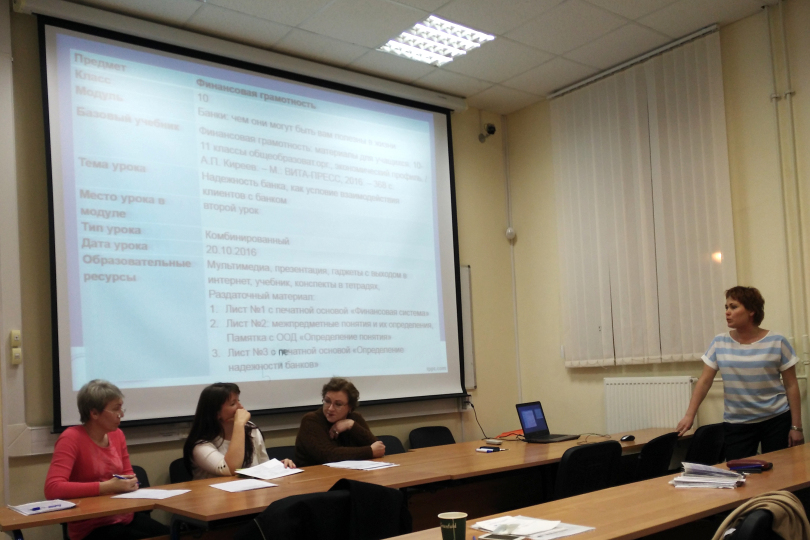 Предмет Финансовая грамотность
Класс 10
Модуль Банки: чем они могут быть вам полезны в жизни
Базовый учебник Финансовая грамотность: материалы для учащихся. 10-
11 классы общеобразоват.орг., экономический профиль. /
А.П. Киреев. – М.: ВИТА-ПРЕСС, 2016. – 368 с.
Тема урока Надежность банка, как условие взаимодействия
клиентов с банком
Место урока в
модуле второй урок
Тип урока Комбинированный
Дата урока 20.10.2016
Образовательные
ресурсы
Мультимедиа, презентация, гаджеты с выходом в
интернет, учебник, конспекты в тетрадях,
Раздаточный материал:
1. Лист №1 с печатной основой «Финансовая система»
2. Лист №2: межпредметные понятия и их определение,
Памятка с ОСД «Определение понятия»
3. Лист №3 с печатной основой «Определение
надежности банков»